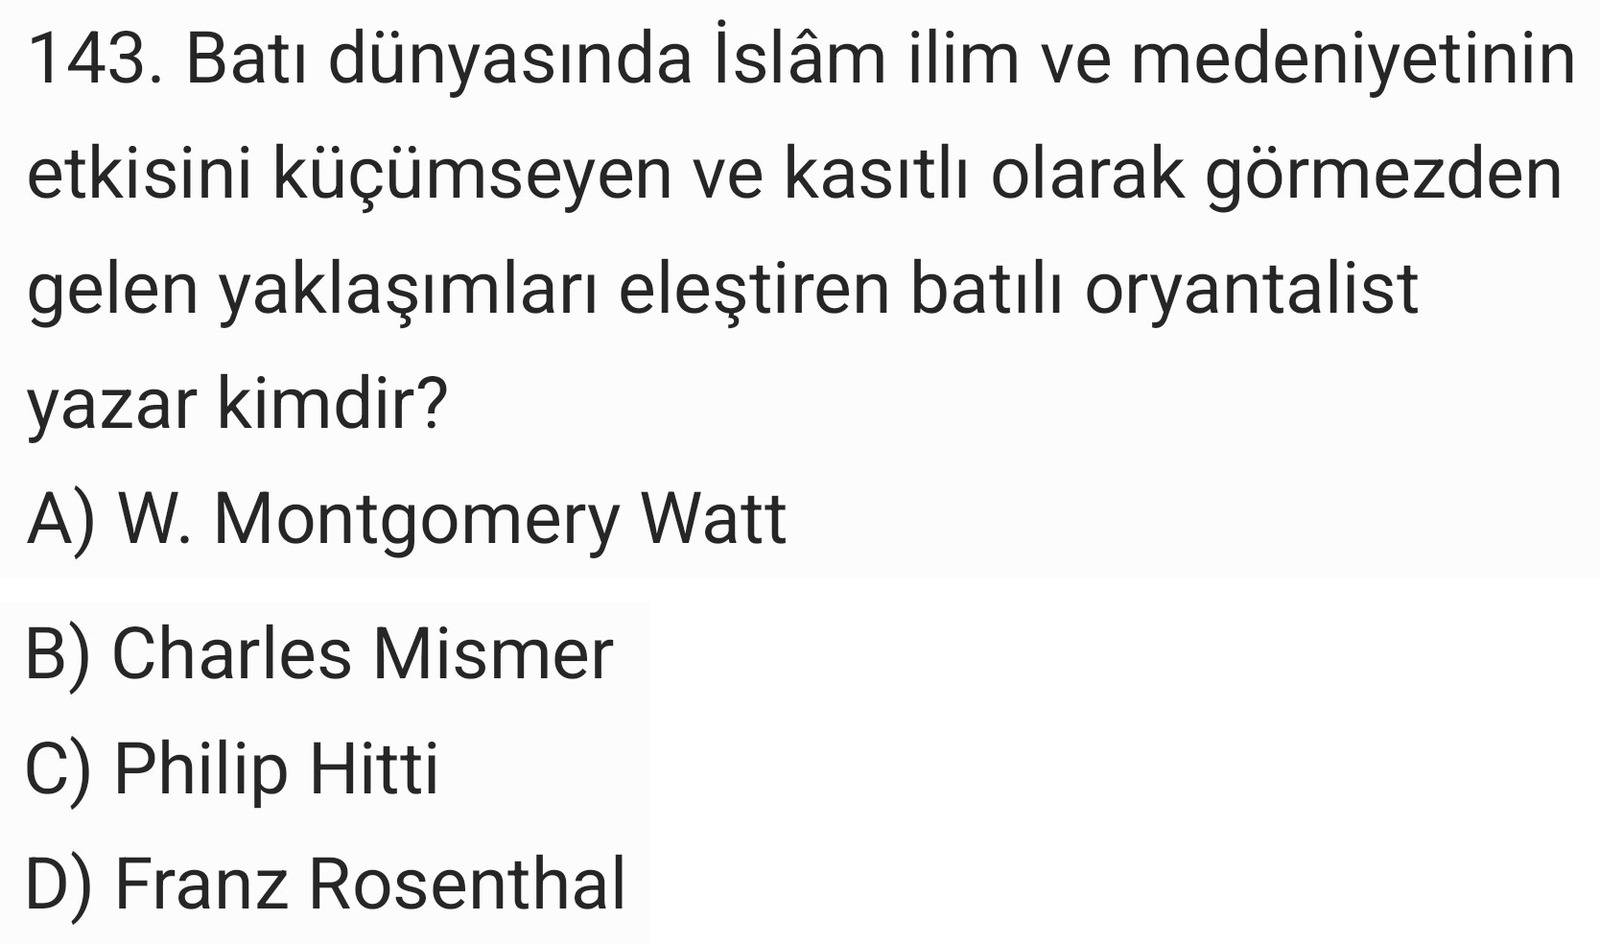 143. Batı dünyasında İslâm ilim ve medeniyetinin
etkisini küçümseyen ve kasıtlı olarak görmezden
gelen yaklaşımları eleştiren batılı oryantalist
yazar kimdir?
A) W. Montgomery Watt
B) Charles Mismer
C) Philip Hitti
D) Franz Rosenthal